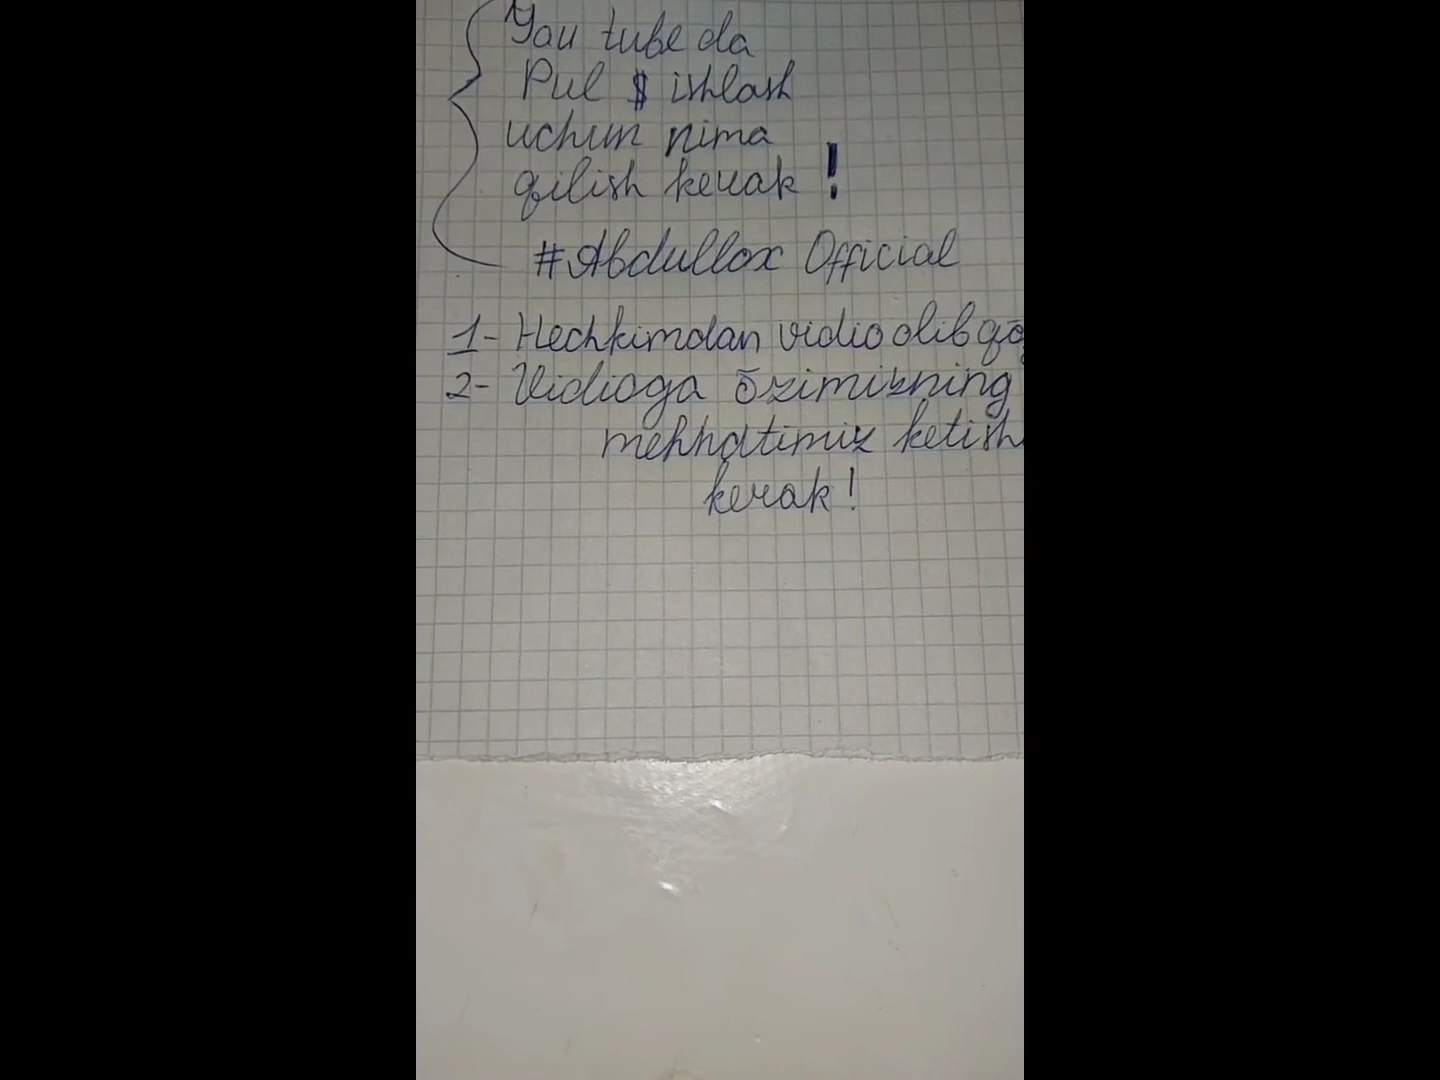 You tube da
Pul $ ishlash
uchun nima
qilish kerak !
#Abdullox Official
1- Hechkimdan vidio olib
2- Vidioga ōzimizning
mehnatimiz ketish
kerak!